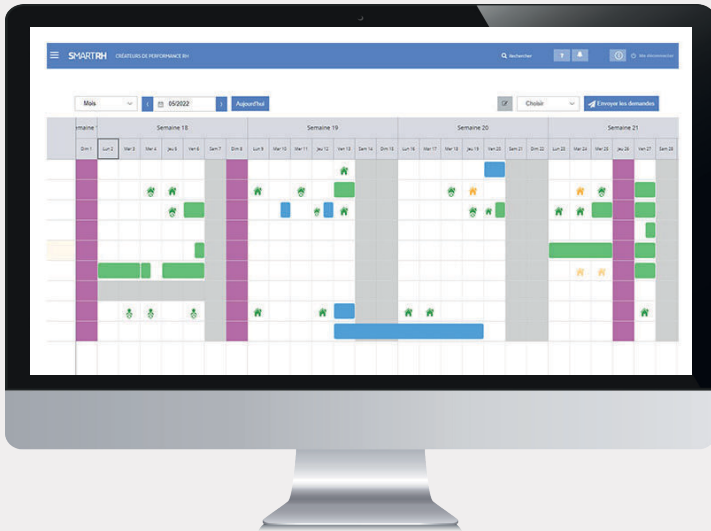 SMARTRH CRÉATEURS DE PERFORMANCE RH Rechercher ? Me déconnecter
Mois 05/2022 Aujourd'hui Choisir Envoyer les demandes
Semaine 18 Semaine 19 Semaine 20 Semaine 21
Dim 1 Lun 2 Mar 3 Mer 4 Jeu 5 Ven 6 Sam 7 Dim 8 Lun 9 Mar 10 Mer 11 Jeu 12 Ven 13 Sam 14 Dim 15 Lun 16 Mar 17 Mer 18 Jeu 19 Ven 20 Sam 21 Dim 22 Lun 23 Mar 24 Mer 25 Jeu 26 Ven 27 Sam 28